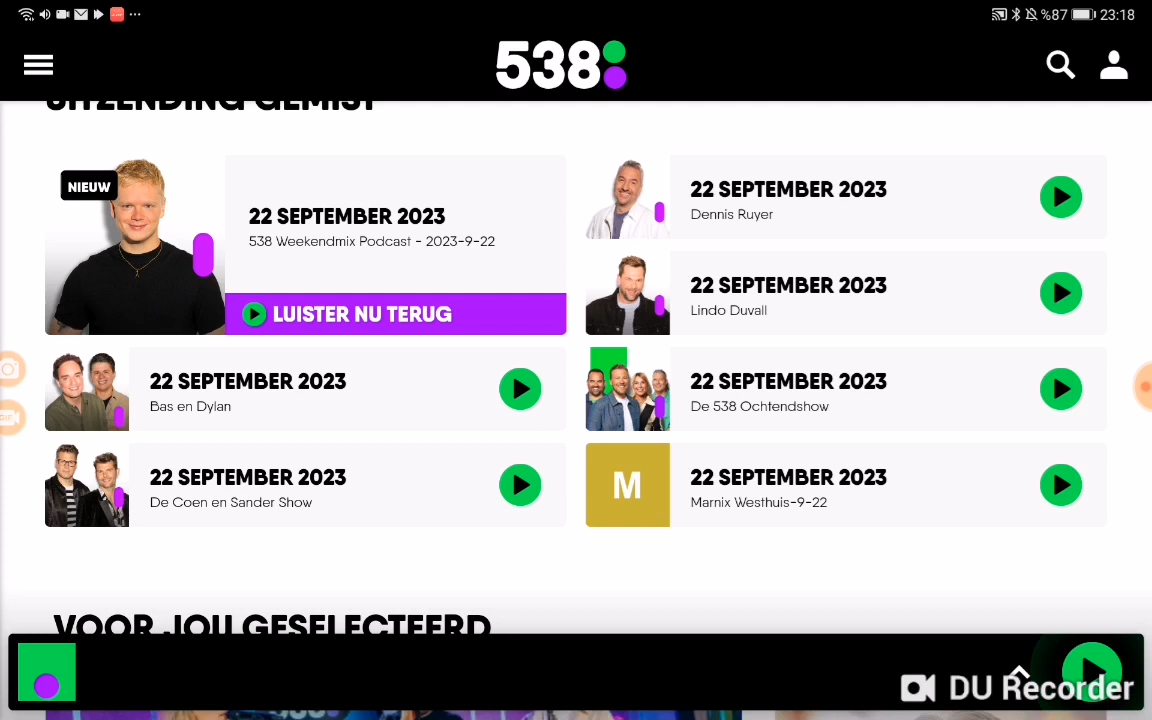 %87
23:18
538
UITZENDING GEMIST
NIEUW
22 SEPTEMBER 2023
538 Weekendmix Podcast - 2023-9-22
LUISTER NU TERUG
22 SEPTEMBER 2023
Dennis Ruyer
22 SEPTEMBER 2023
Lindo Duvall
22 SEPTEMBER 2023
Bas en Dylan
22 SEPTEMBER 2023
De 538 Ochtendshow
22 SEPTEMBER 2023
De Coen en Sander Show
M
22 SEPTEMBER 2023
Marnix Westhuis-9-22
VOOR JOU GESELECTEERD
GIF
DU Recorder